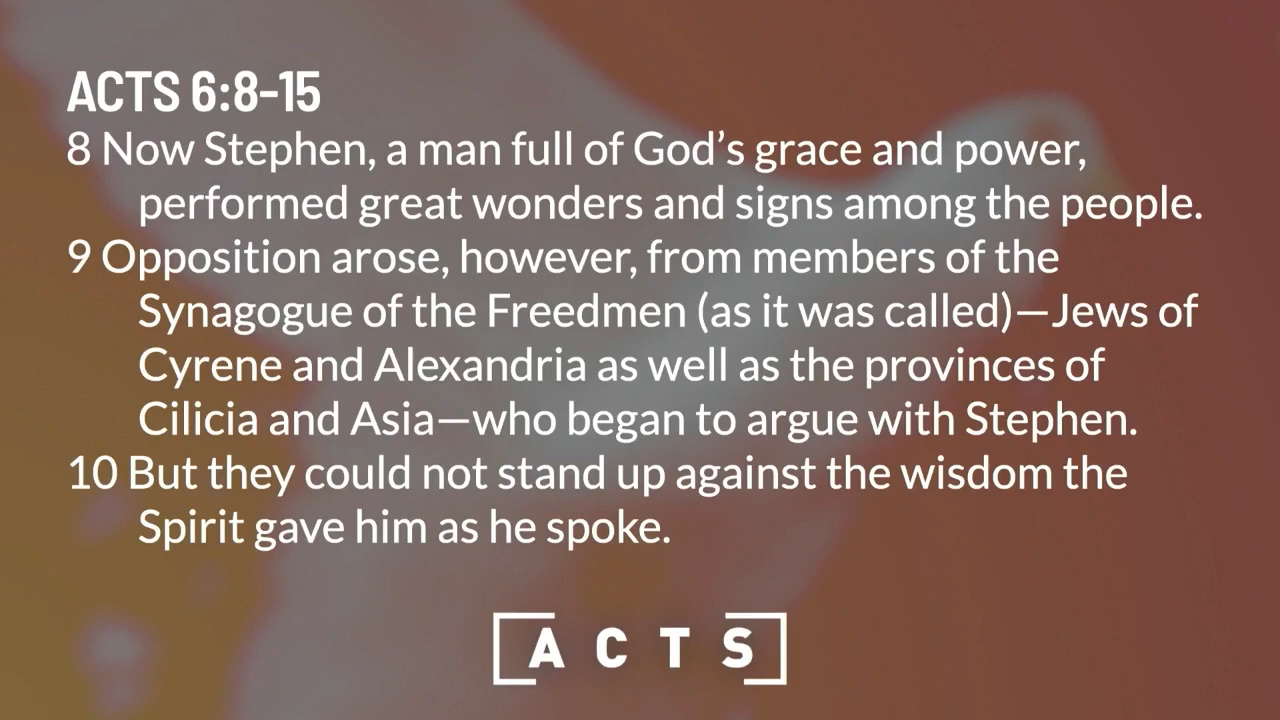 ACTS 6:8-15
8 Now Stephen, a man full of God’s grace and power,
performed great wonders and signs among the people.
9 Opposition arose, however, from members of the
Synagogue of the Freedmen (as it was called)—Jews of
Cyrene and Alexandria as well as the provinces of
Cilicia and Asia—who began to argue with Stephen.
10 But they could not stand up against the wisdom the
Spirit gave him as he spoke.
ACTS